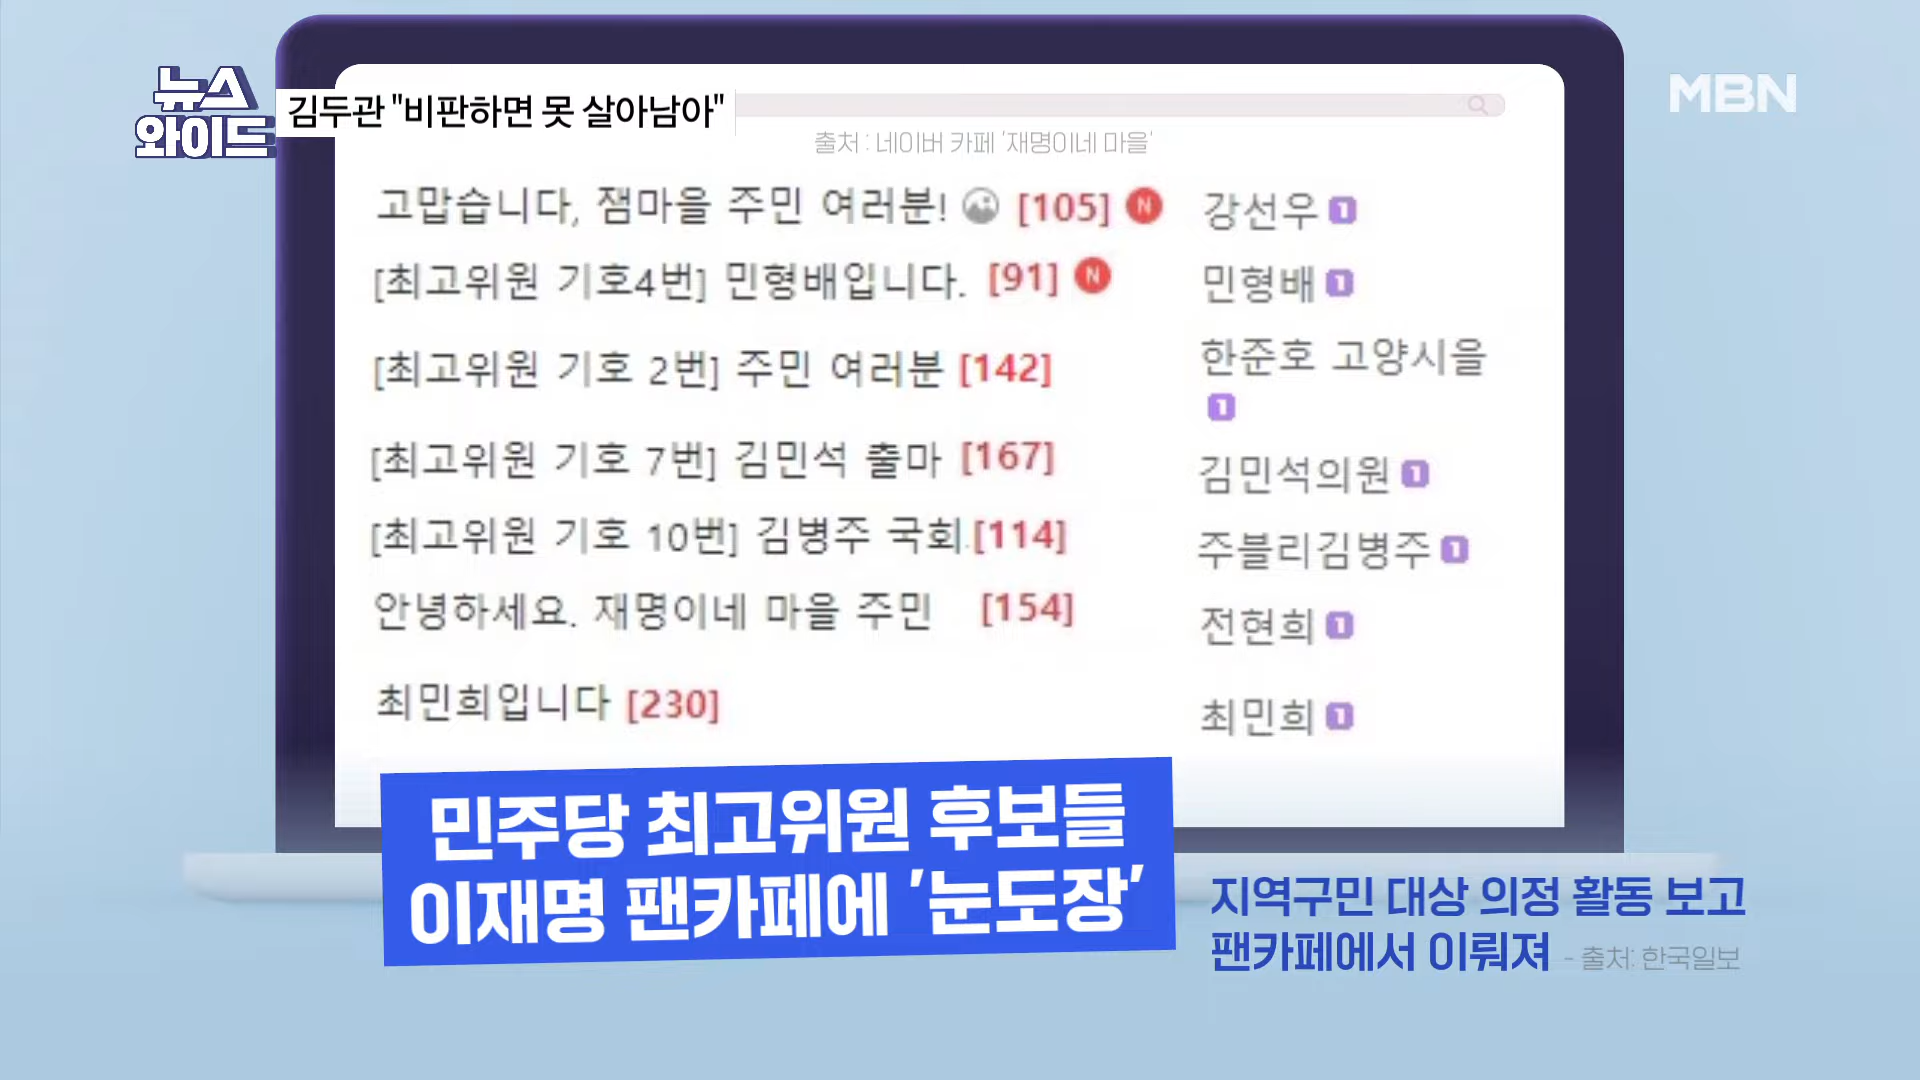 뉴스
와이드
김두관 "비판하면 못 살아남아"
MBN
출처 : 네이버 카페 '재명이네 마을'
고맙습니다, 잼마을 주민 여러분! [105] N 강선우 1
[최고위원 기호4번] 민형배입니다. [91] N 민형배 1
[최고위원 기호 2번] 주민 여러분 [142] 한준호 고양시을
1
[최고위원 기호 7번] 김민석 출마 [167] 김민석의원 1
[최고위원 기호 10번] 김병주 국회.[114] 주블리김병주 1
안녕하세요. 재명이네 마을 주민 [154] 전현희 1
최민희입니다 [230] 최민희 1
민주당 최고위원 후보들
이재명 팬카페에 '눈도장'
지역구민 대상 의정 활동 보고
팬카페에서 이뤄져 - 출처: 한국일보